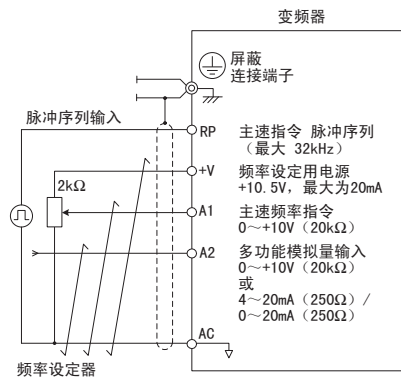 变频器
屏蔽
连接端子
脉冲序列输入
RP
主速指令 脉冲序列
（最大 32kHz）
+V
频率设定用电源
+10.5V，最大为20mA
2kΩ
A1
主速频率指令
0～+10V（20kΩ）
A2
多功能模拟量输入
0～+10V（20kΩ）
或
4～20mA（250Ω）/
0～20mA（250Ω）
AC
频率设定器